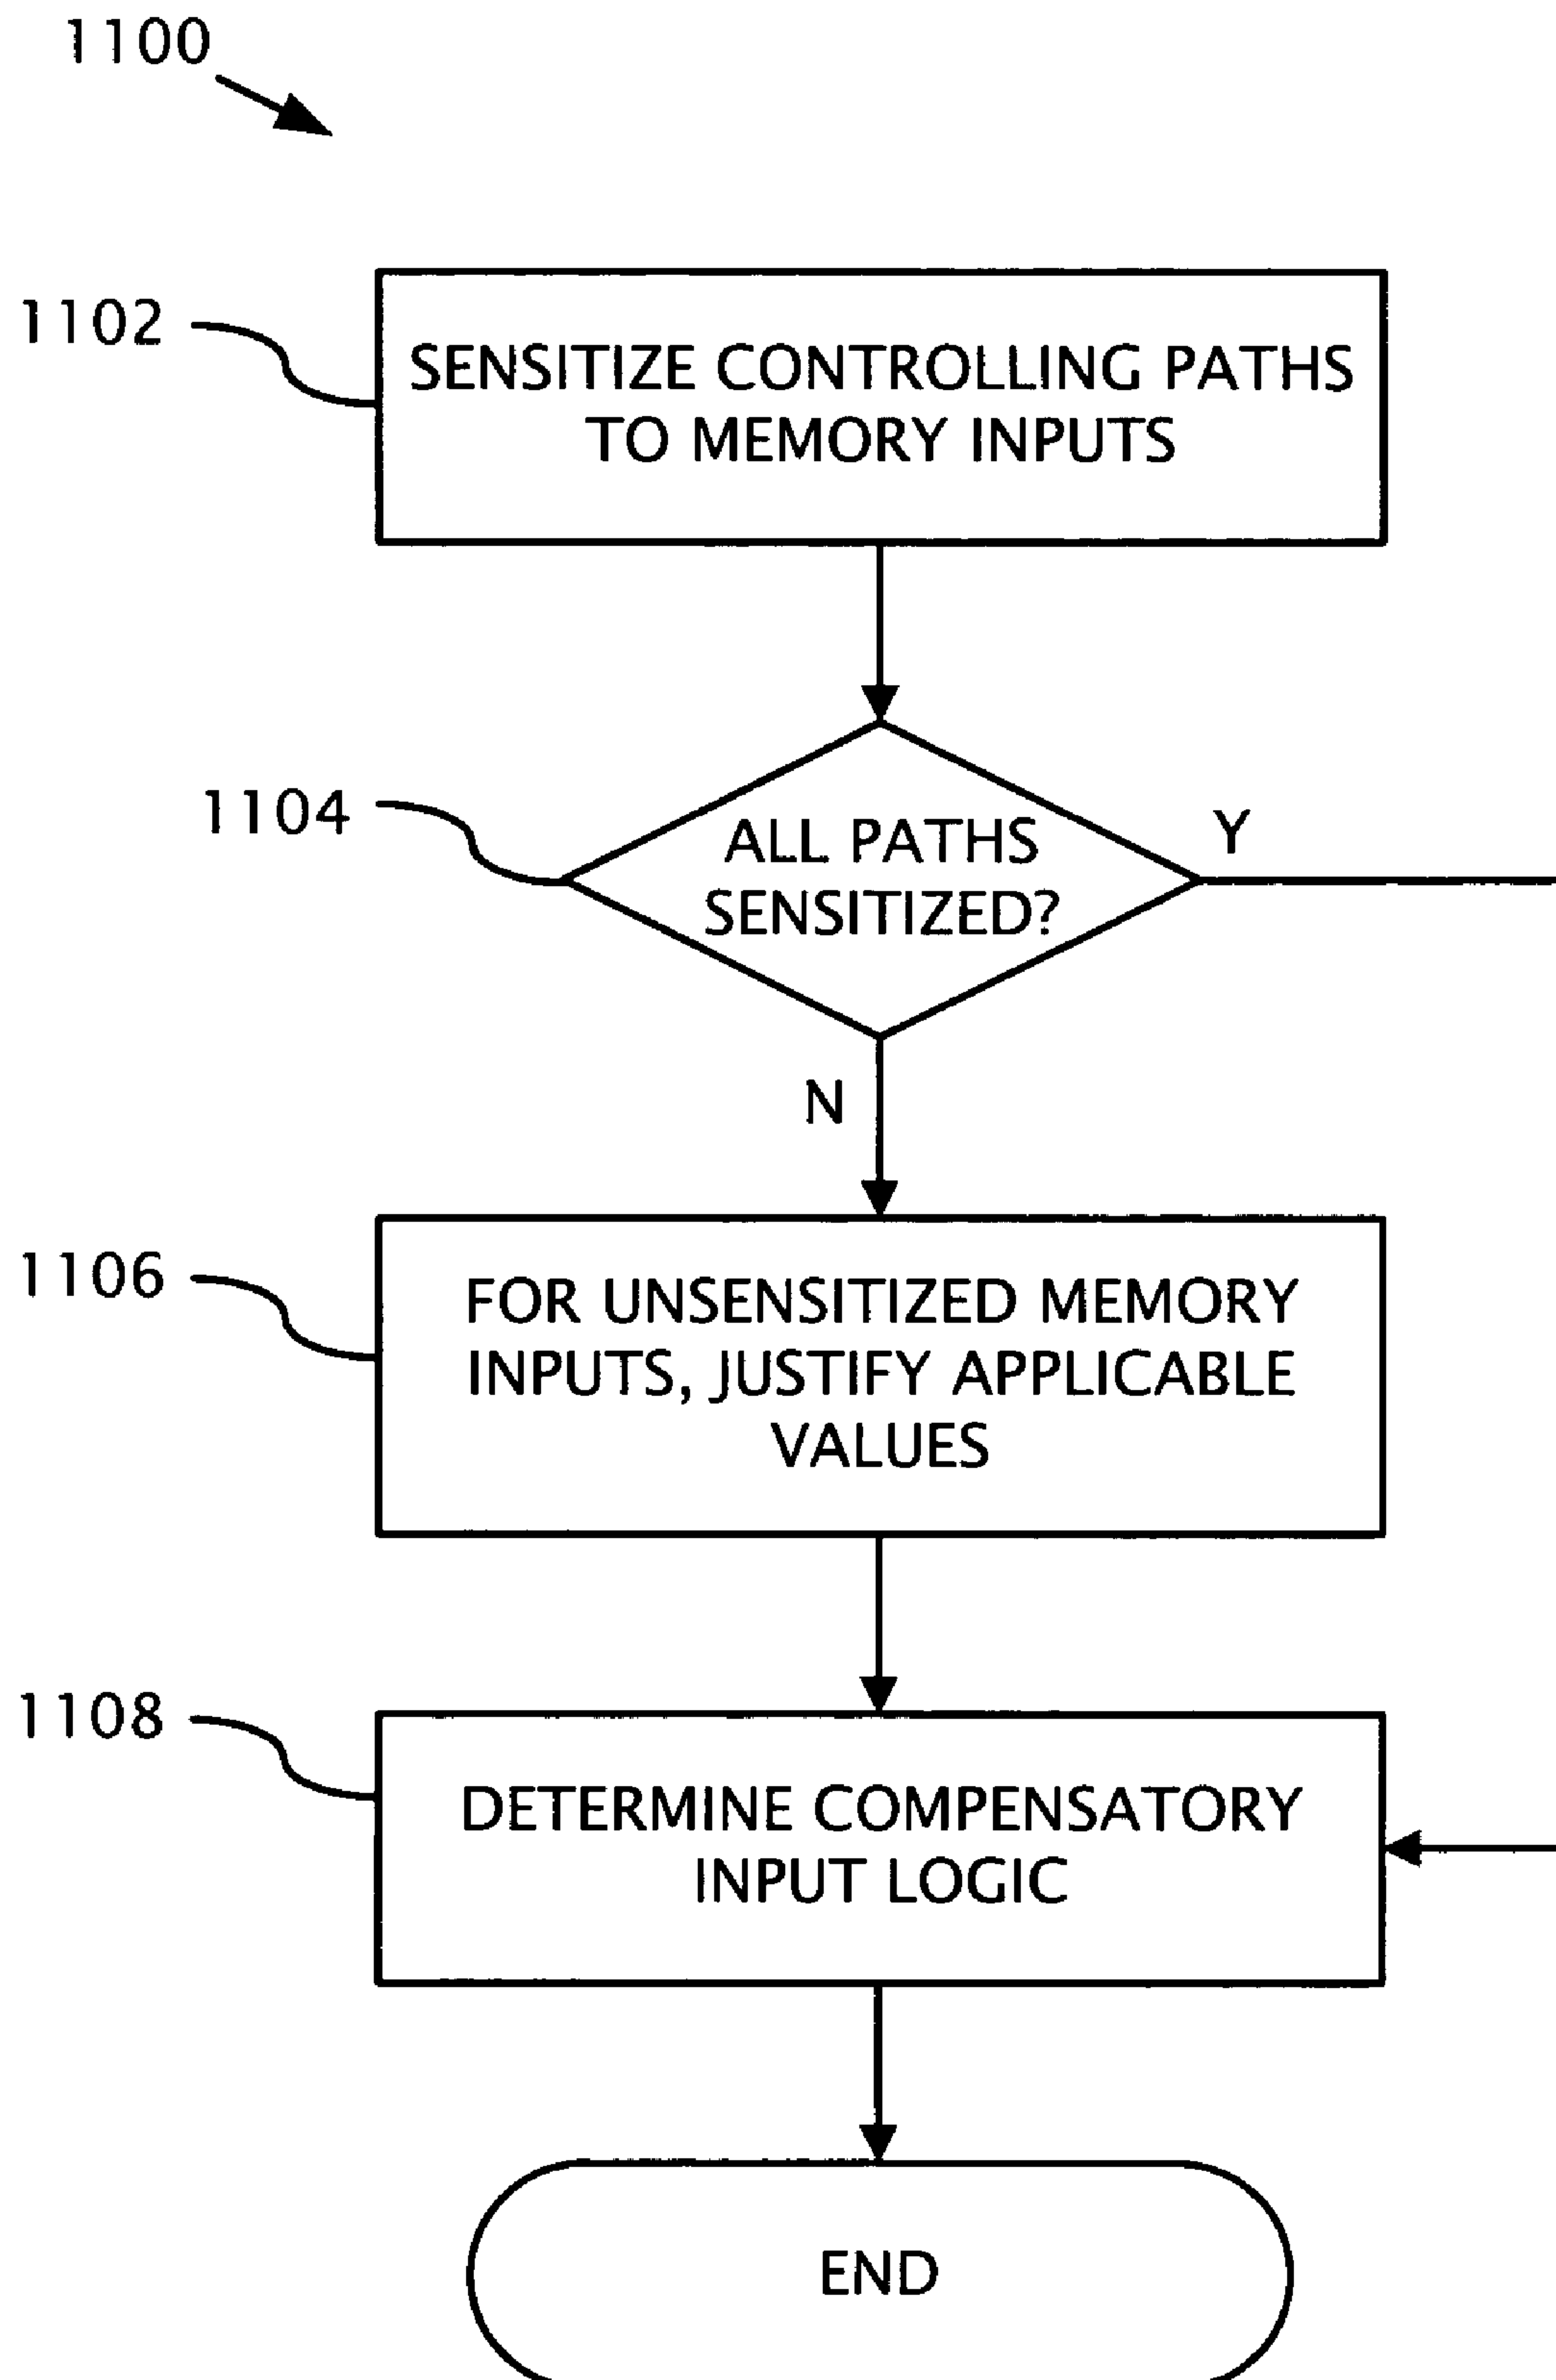 1100
1102
SENSITIZE CONTROLLING PATHS
TO MEMORY INPUTS
1104
ALL PATHS
SENSITIZED?
Y
N
1106
FOR UNSENSITIZED MEMORY
INPUTS, JUSTIFY APPLICABLE
VALUES
1108
DETERMINE COMPENSATORY
INPUT LOGIC
END